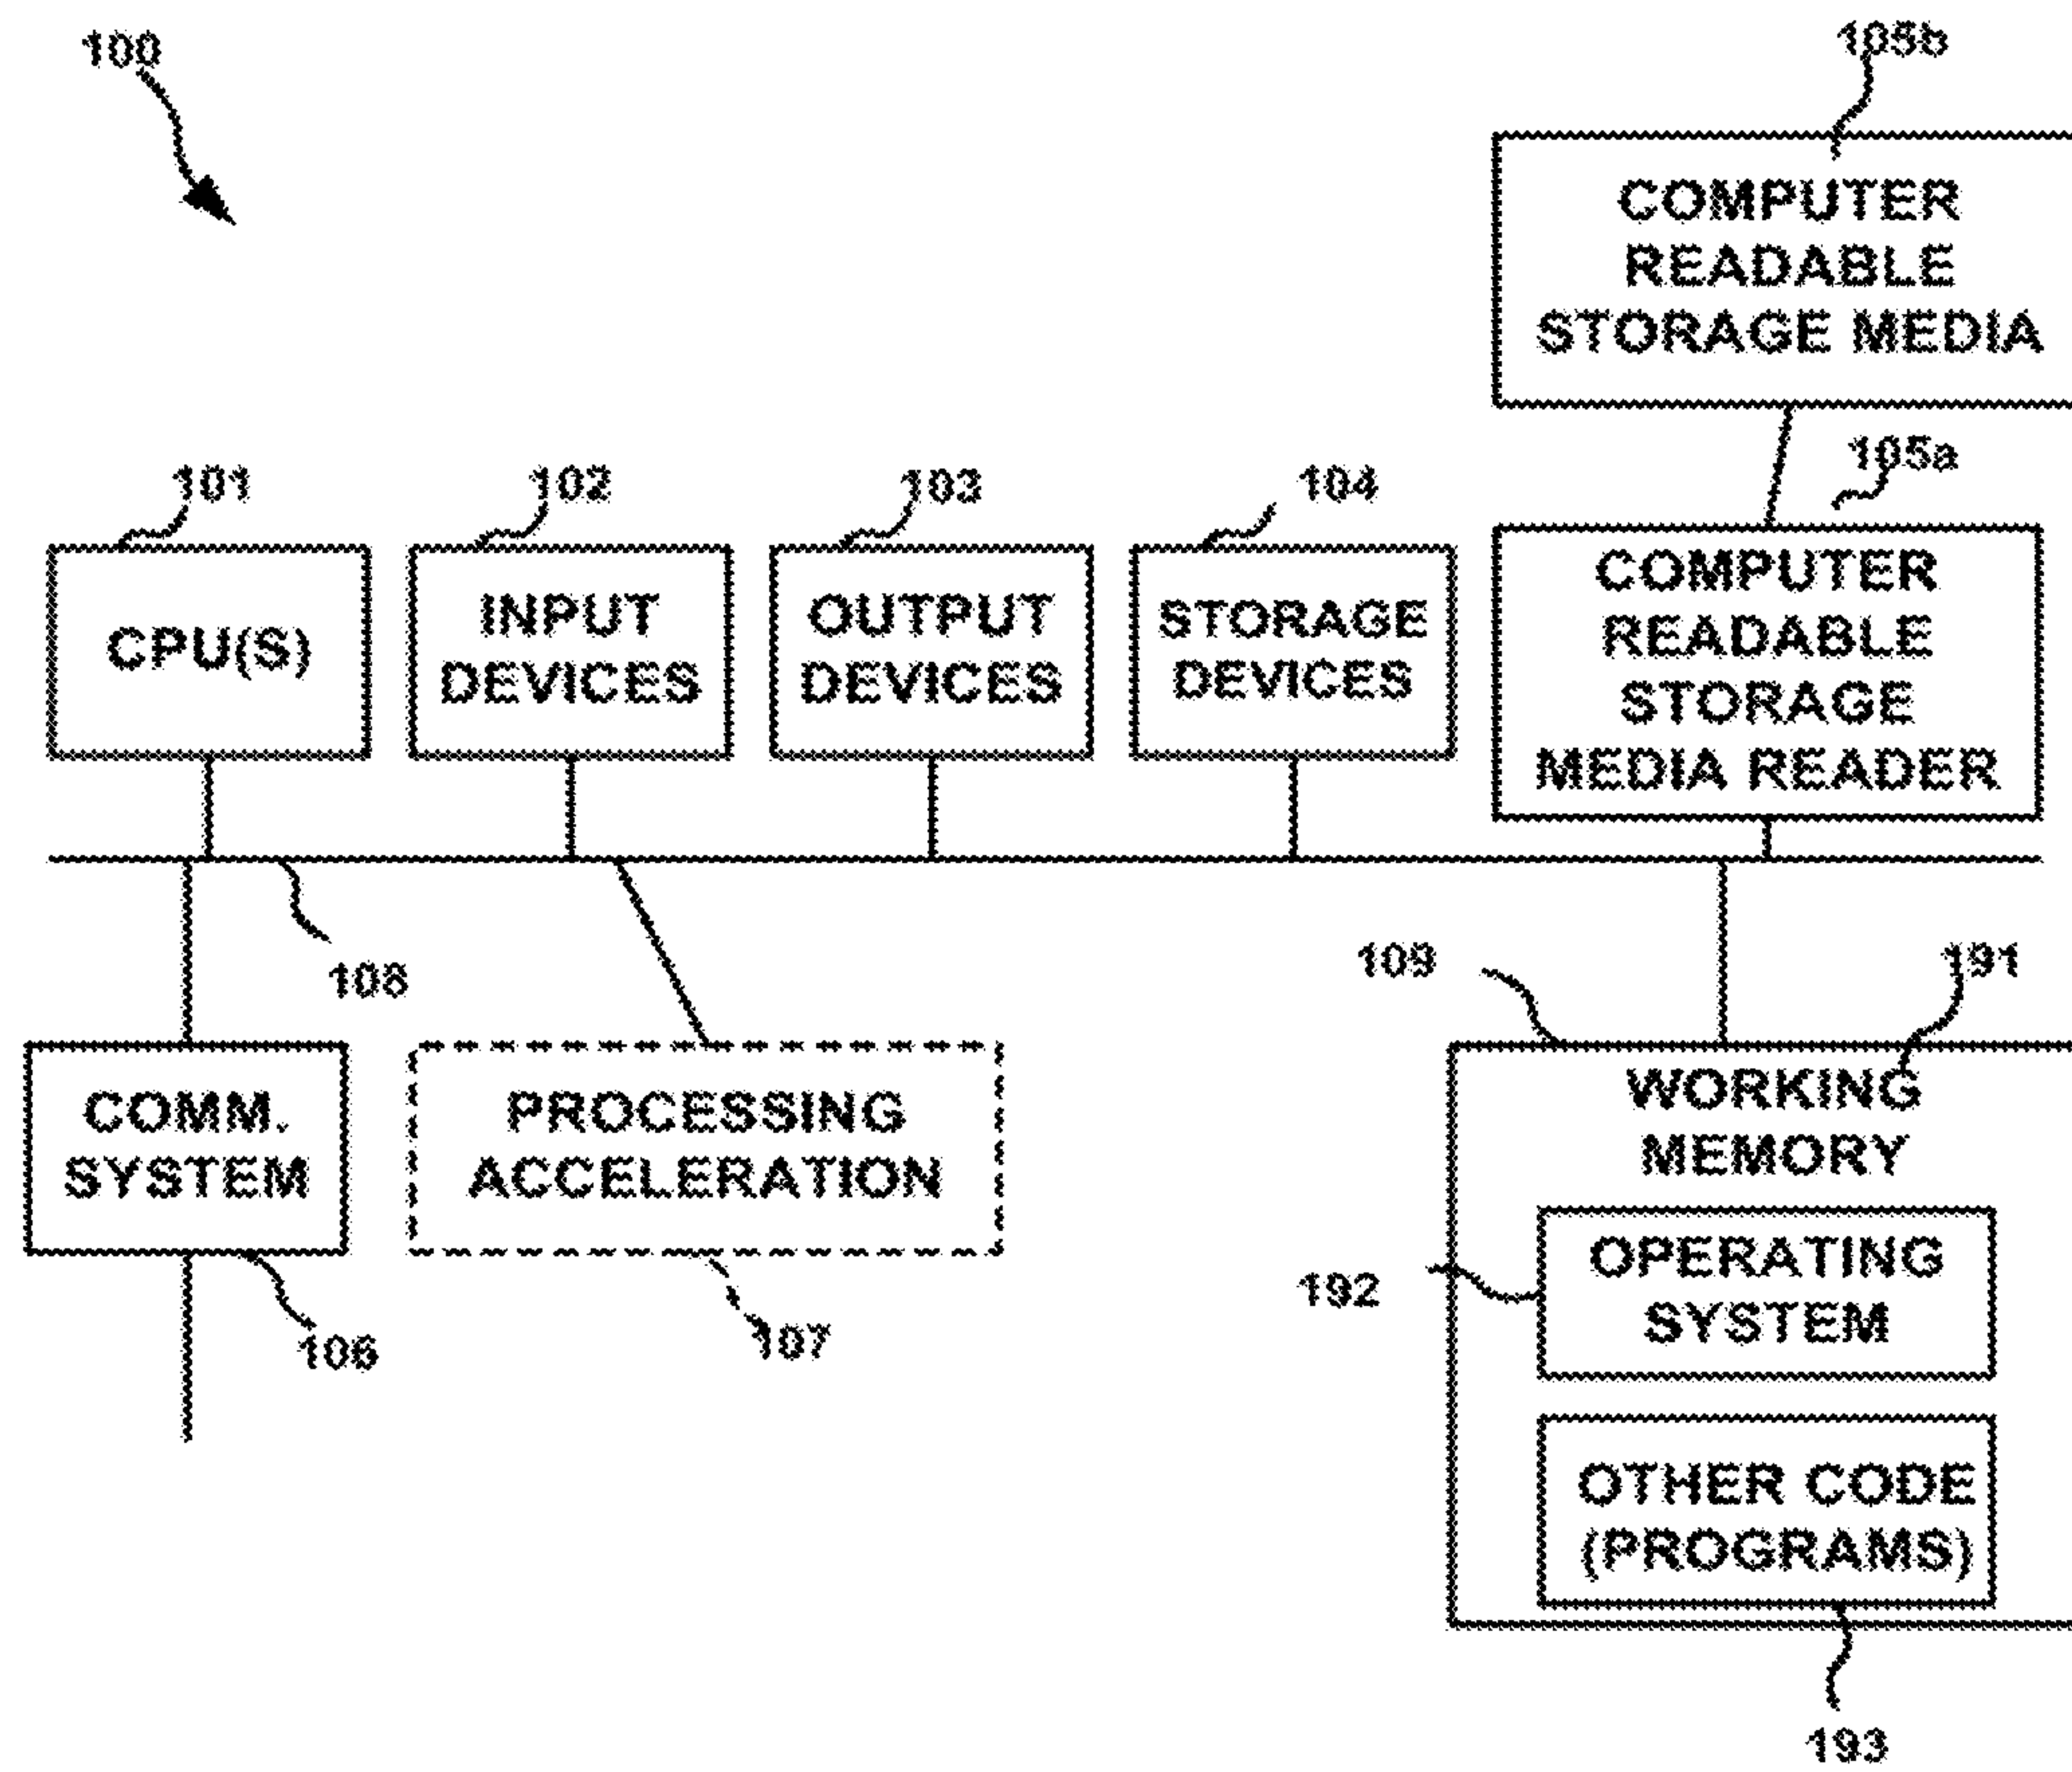 100
105b
COMPUTER
READABLE
STORAGE MEDIA
105a
101
102
103
104
CPU(S)
INPUT
DEVICES
OUTPUT
DEVICES
STORAGE
DEVICES
COMPUTER
READABLE
STORAGE
MEDIA READER
108
109
191
COMM.
SYSTEM
PROCESSING
ACCELERATION
WORKING
MEMORY
OPERATING
SYSTEM
192
106
107
OTHER CODE
(PROGRAMS)
193